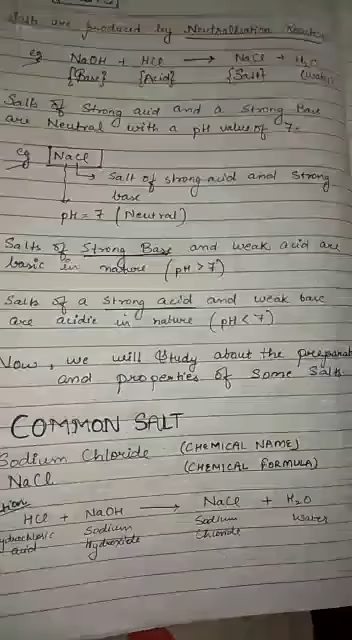 Salts are produced by Neutralisation Reaction
eg NaOH + HCl → NaCl + H₂O
{Base} {Acid} {Salt} (water)
Salts of Strong acid and a Strong Base
are Neutral with a pH value of 7.
eg NaCl
Salt of strong acid and strong
base
pH = 7 (Neutral)
Salts of Strong Base and weak acid are
basic in nature (pH > 7)
Salts of a strong acid and weak base
are acidic in nature (pH < 7)
Now, we will study about the preparat
and properties of some salts.
COMMON SALT
Sodium Chloride (CHEMICAL NAME)
NaCl (CHEMICAL FORMULA)
tion
HCl + NaOH → NaCl + H₂O
ydrochloric Sodium Sodium Water
acid Hydroxide Chloride